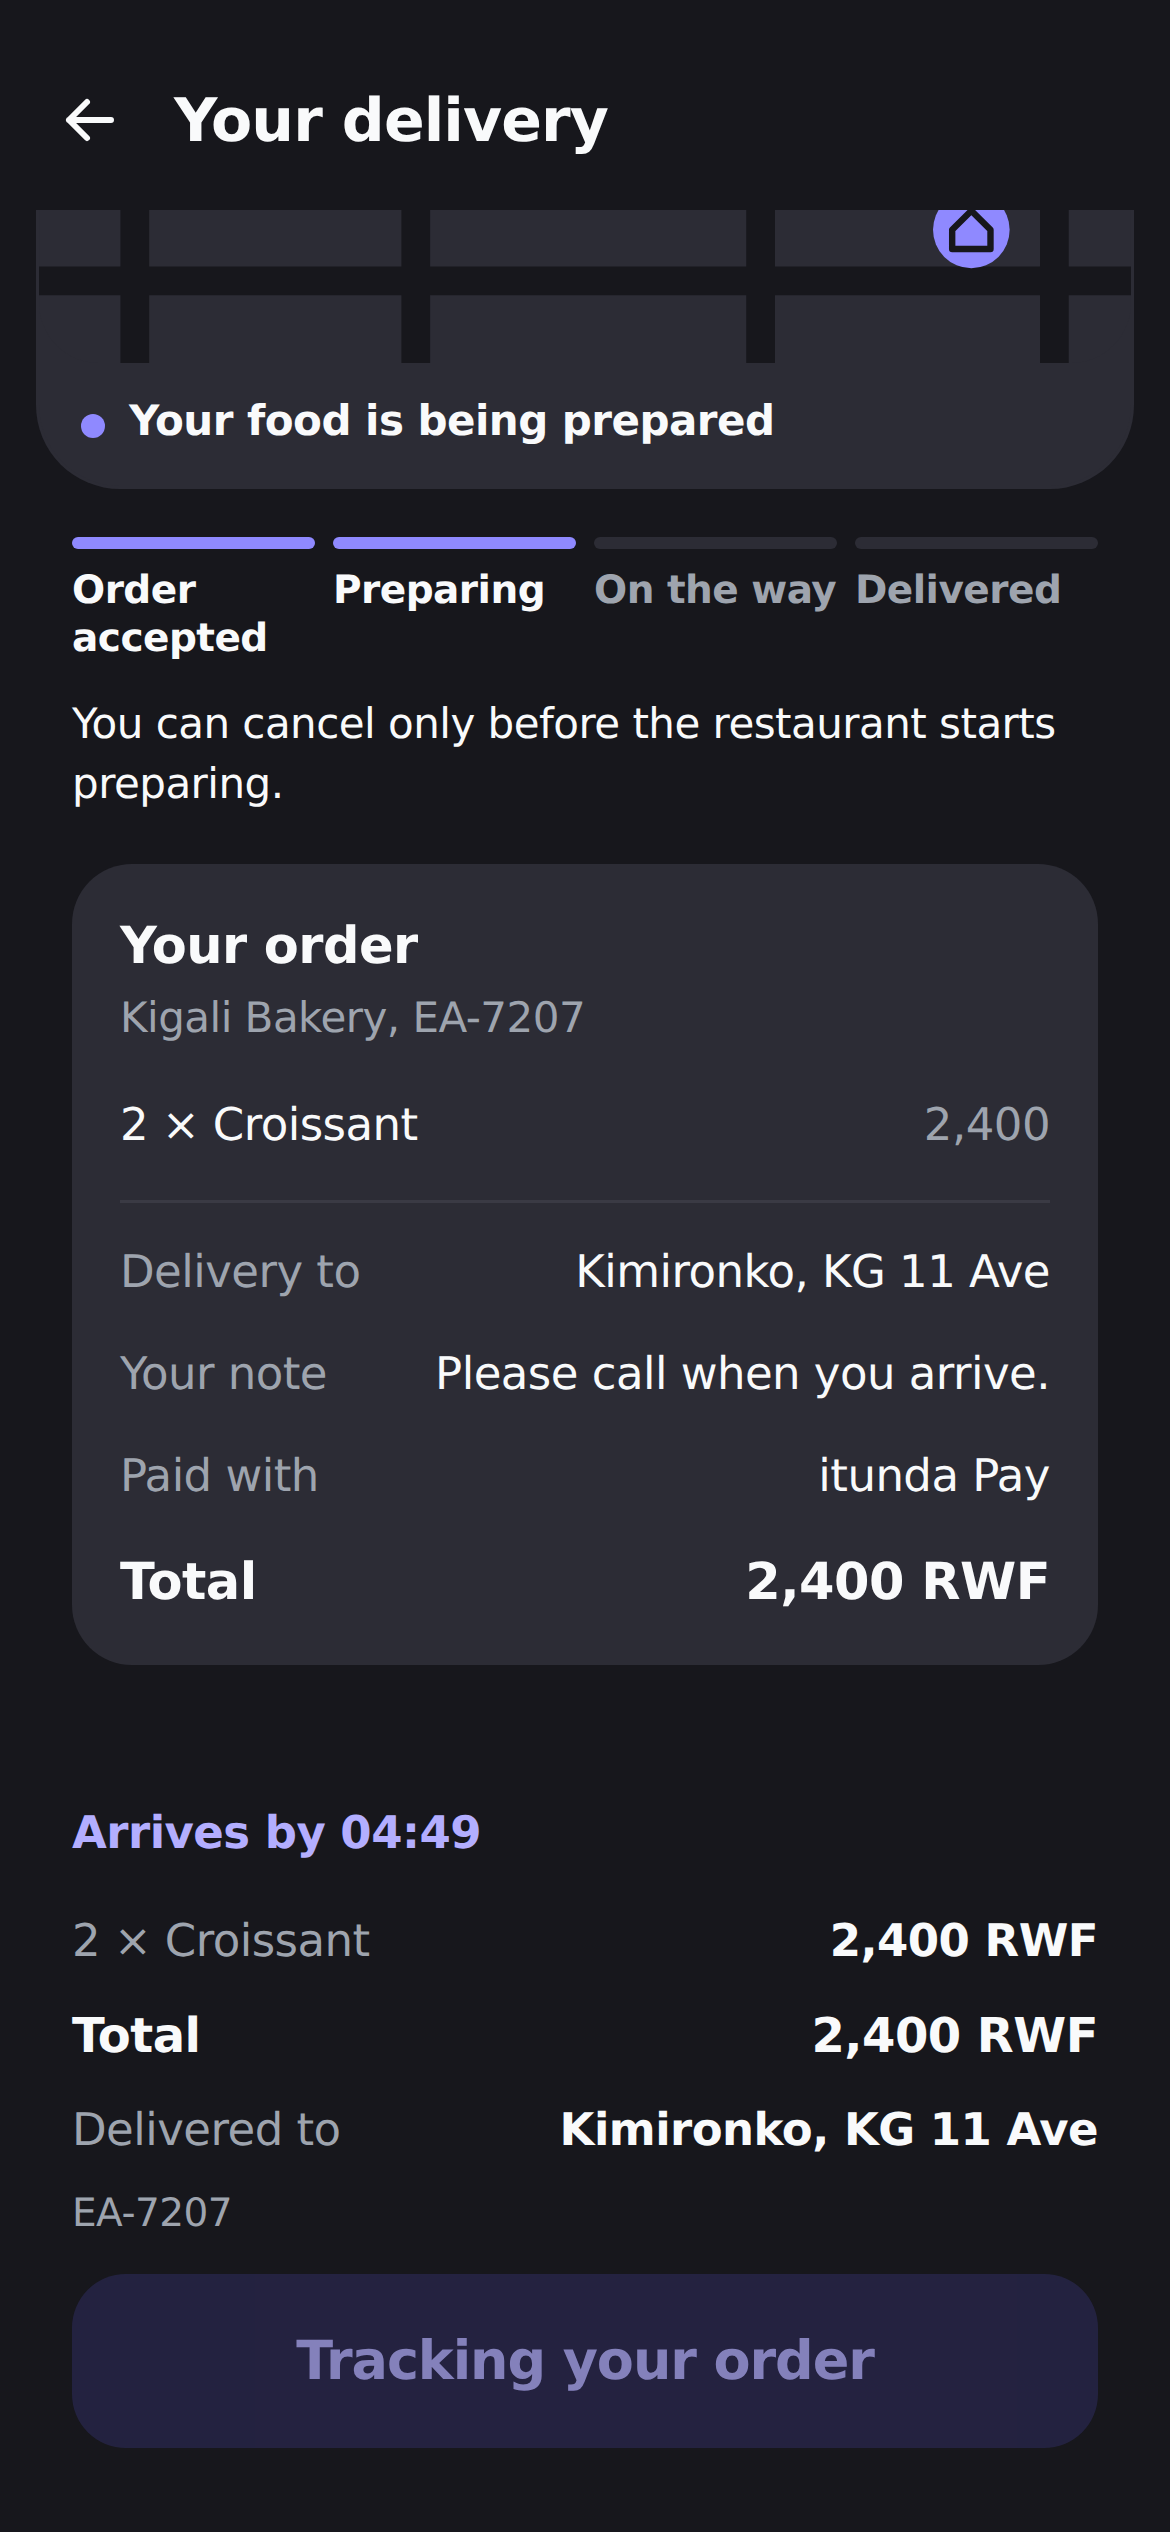 Your delivery
Your food is being prepared
Order accepted
Preparing
On the way
Delivered
You can cancel only before the restaurant starts
preparing.
Your order
Kigali Bakery, EA-7207
2 × Croissant 2,400
Delivery to Kimironko, KG 11 Ave
Your note Please call when you arrive.
Paid with itunda Pay
Total 2,400 RWF
Arrives by 04:49
2 × Croissant 2,400 RWF
Total 2,400 RWF
Delivered to Kimironko, KG 11 Ave
EA-7207
Tracking your order